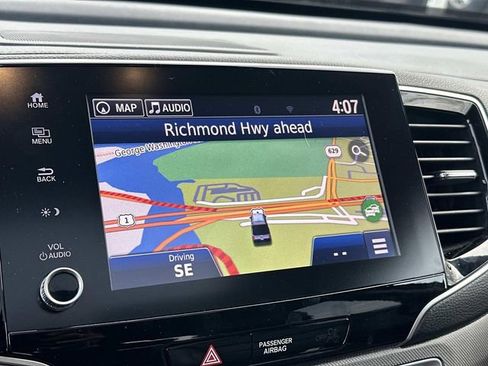 HOME
MENU
BACK
VOL
AUDIO
MAP
AUDIO
4:07
Richmond Hwy ahead
George Washington
629
1
Driving
SE
--
PASSENGER
AIRBAG